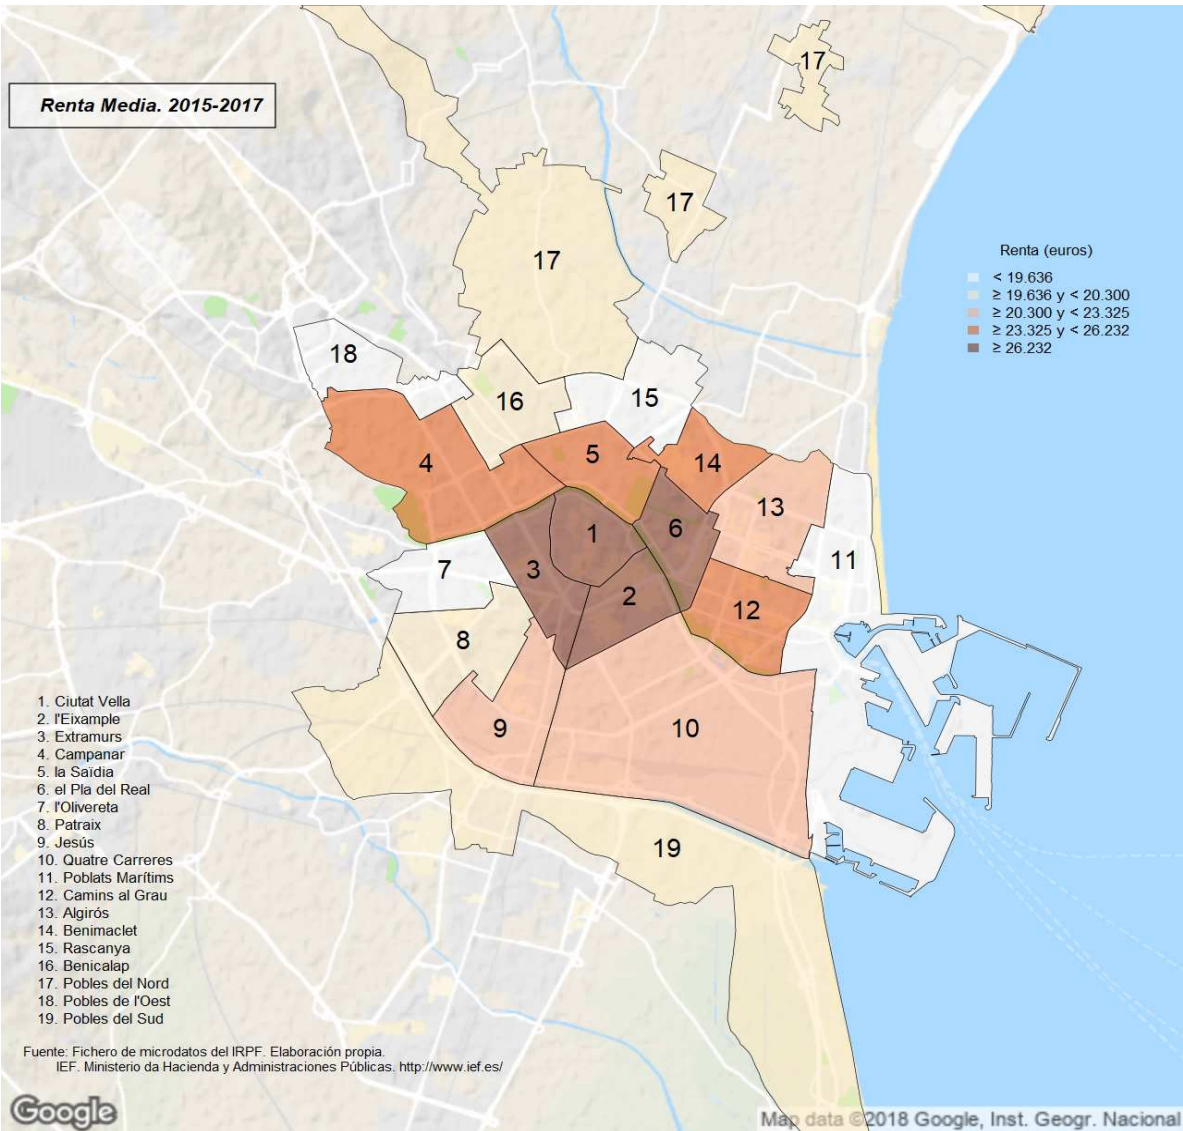 Renta Media. 2015-2017
17
17
17
Renta (euros)
< 19.636
≥ 19.636 y < 20.300
≥ 20.300 y < 23.325
≥ 23.325 y < 26.232
≥ 26.232
18
16
15
4
5
14
13
1
6
11
7
3
2
12
8
9
10
19
1. Ciutat Vella
2. l'Eixample
3. Extramurs
4. Campanar
5. la Saïdia
6. el Pla del Real
7. l'Olivereta
8. Patraix
9. Jesús
10. Quatre Carreres
11. Poblats Marítims
12. Camins al Grau
13. Algirós
14. Benimaclet
15. Rascanya
16. Benicalap
17. Pobles del Nord
18. Pobles de l'Oest
19. Pobles del Sud
Fuente: Fichero de microdatos del IRPF. Elaboración propia.
IEF. Ministerio da Hacienda y Administraciones Públicas. http://www.ief.es/
Google
Map data ©2018 Google, Inst. Geogr. Nacional